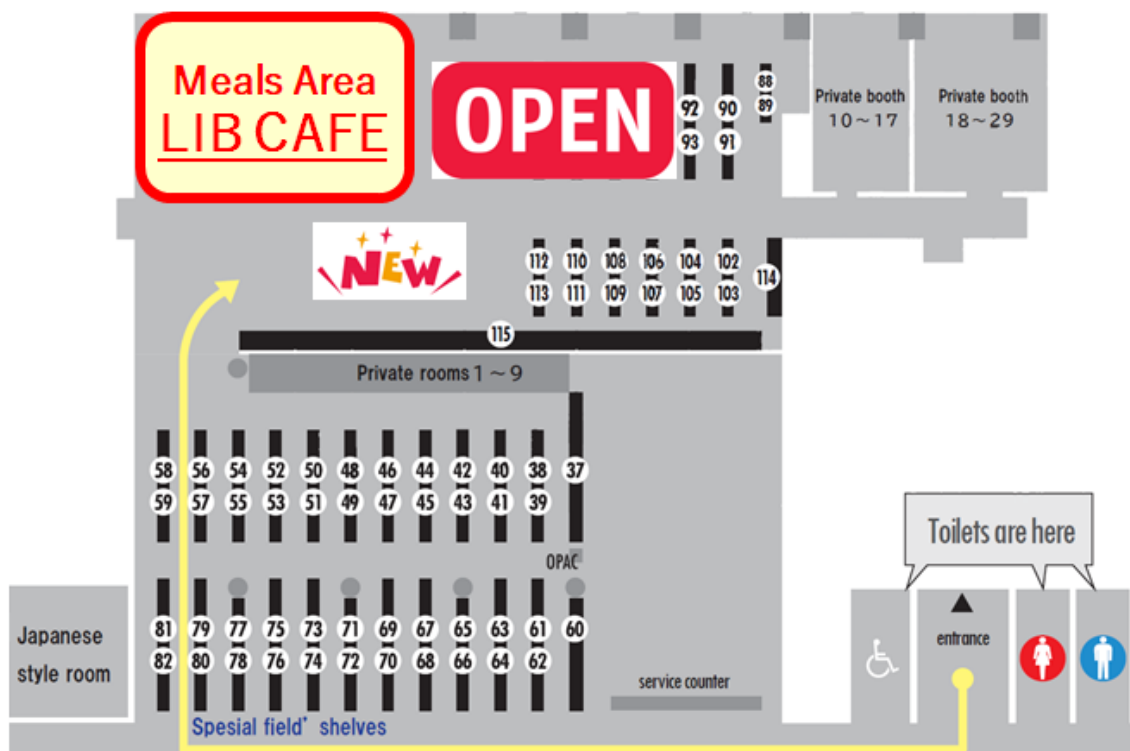 Meals Area
LIB CAFE
OPEN
92 90 88
93 91 89
Private booth
10~17
Private booth
18~29
NEW
112 110 108 106 104 102
113 111 109 107 105 103
114
115
Private rooms 1~9
58 56 54 52 50 48 46 44 42 40 38 37
59 57 55 53 51 49 47 45 43 41 39
OPAC
Toilets are here
81 79 77 75 73 71 69 67 65 63 61 60
82 80 78 76 74 72 70 68 66 64 62
Japanese
style room
entrance
service counter
Spesial field' shelves